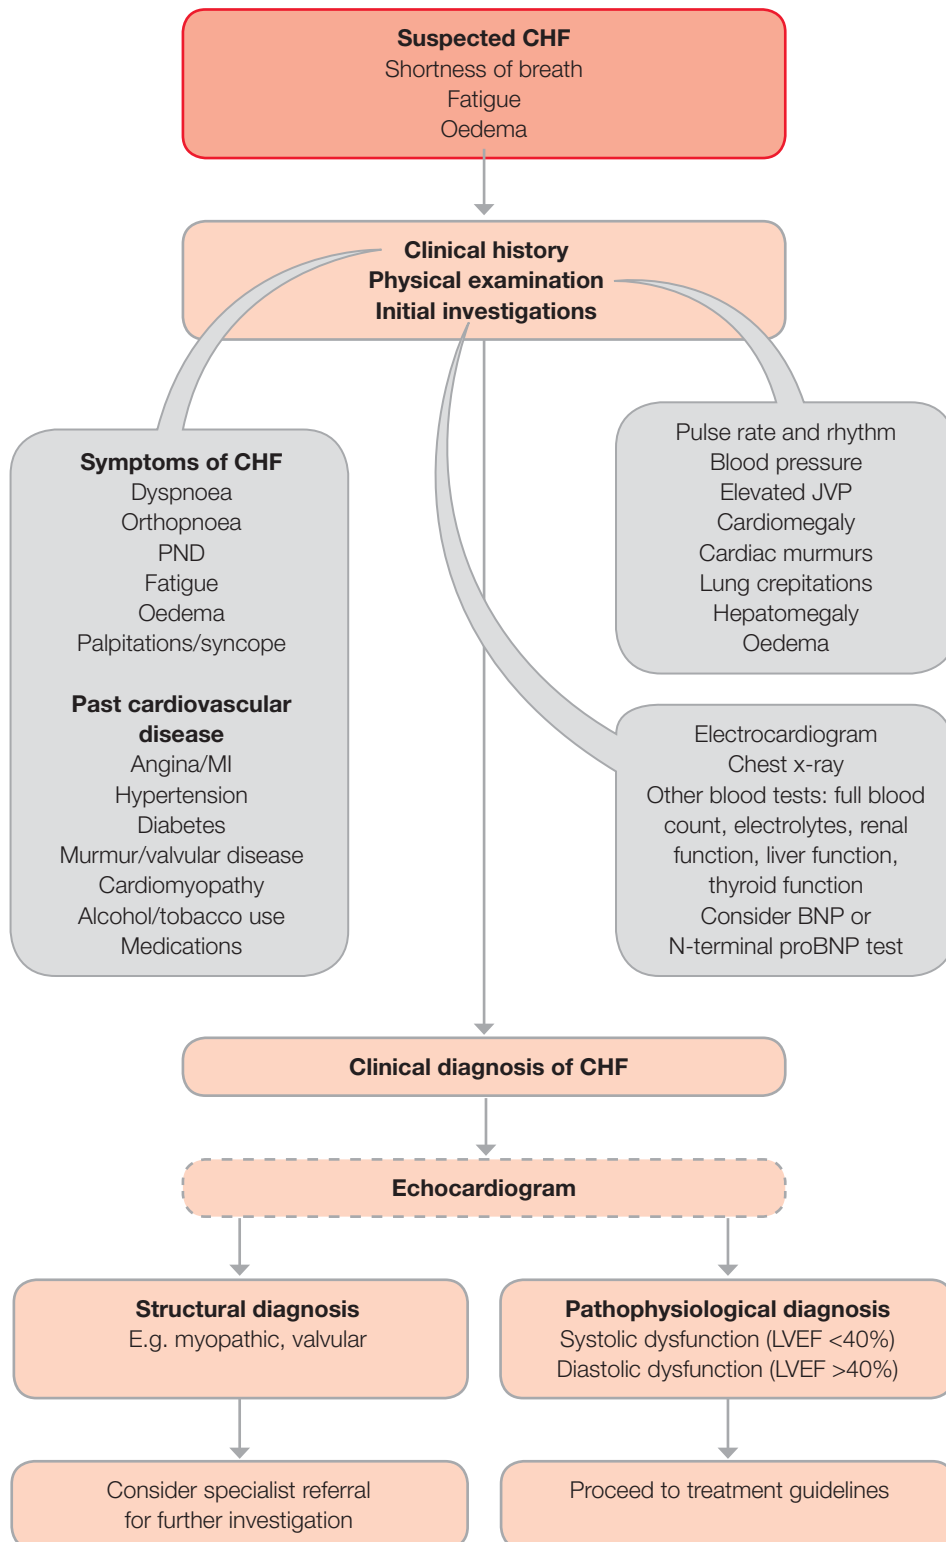 Suspected CHF
Shortness of breath
Fatigue
Oedema
Clinical history
Physical examination
Initial investigations
Symptoms of CHF
Dyspnoea
Orthopnoea
PND
Fatigue
Oedema
Palpitations/syncope
Past cardiovascular
disease
Angina/MI
Hypertension
Diabetes
Murmur/valvular disease
Cardiomyopathy
Alcohol/tobacco use
Medications
Pulse rate and rhythm
Blood pressure
Elevated JVP
Cardiomegaly
Cardiac murmurs
Lung crepitations
Hepatomegaly
Oedema
Electrocardiogram
Chest x-ray
Other blood tests: full blood
count, electrolytes, renal
function, liver function,
thyroid function
Consider BNP or
N-terminal proBNP test
Clinical diagnosis of CHF
Echocardiogram
Structural diagnosis
E.g. myopathic, valvular
Pathophysiological diagnosis
Systolic dysfunction (LVEF <40%)
Diastolic dysfunction (LVEF >40%)
Consider specialist referral
for further investigation
Proceed to treatment guidelines